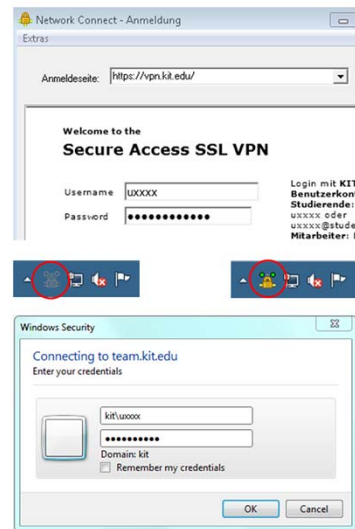 Network Connect - Anmeldung
Extras
Anmeldeseite: https://vpn.kit.edu/
Welcome to the
Secure Access SSL VPN
Username uxxxx
Password ●●●●●●●●●●●●
Login mit KIT
Benutzerkon
Studierende:
uxxxx oder
uxxxx@stude
Mitarbeiter:
Windows Security
Connecting to team.kit.edu
Enter your credentials
kit\uxxxx
●●●●●●●●●●
Domain: kit
Remember my credentials
OK Cancel